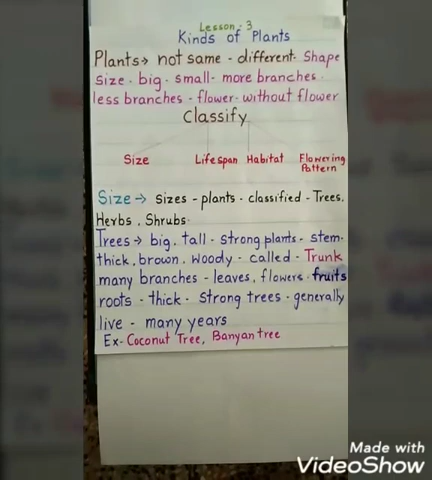 Lesson - 3
Kinds of Plants
Plants → not same - different. Shape
Size - big - small - more branches.
less branches - flower - without flower
Classify
Size Lifespan Habitat Flowering Pattern
Size → sizes - plants - classified - Trees.
Herbs, Shrubs.
Trees → big, tall - strong plants - stem.
thick, brown, woody - called - Trunk
many branches - leaves, flowers - fruits
roots - thick - strong trees - generally
live - many years
Ex- Coconut Tree, Banyan tree
Made with
VideoShow